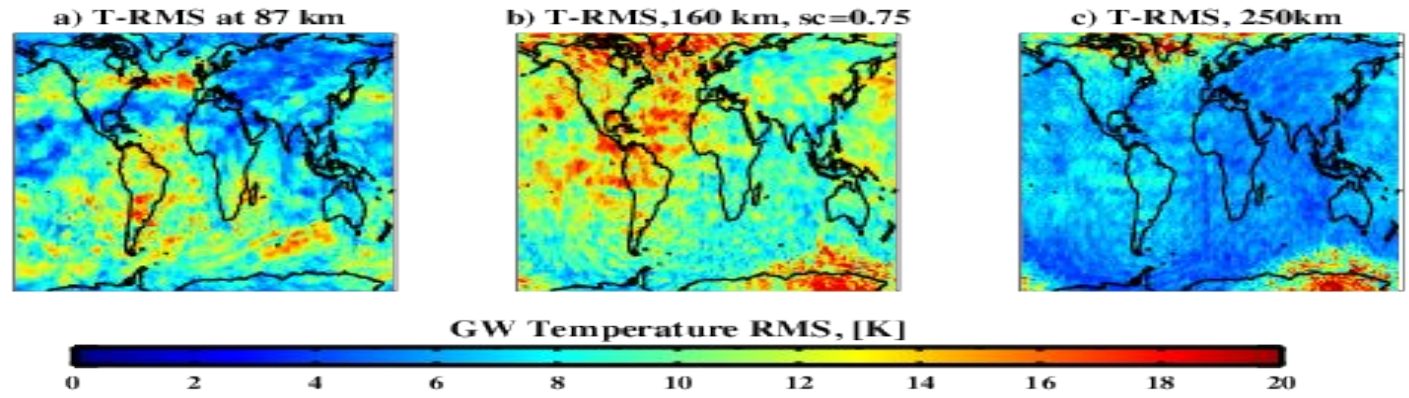 a) T-RMS at 87 km
b) T-RMS,160 km, sc=0.75
c) T-RMS, 250km
GW Temperature RMS, [K]
0 2 4 6 8 10 12 14 16 18 20